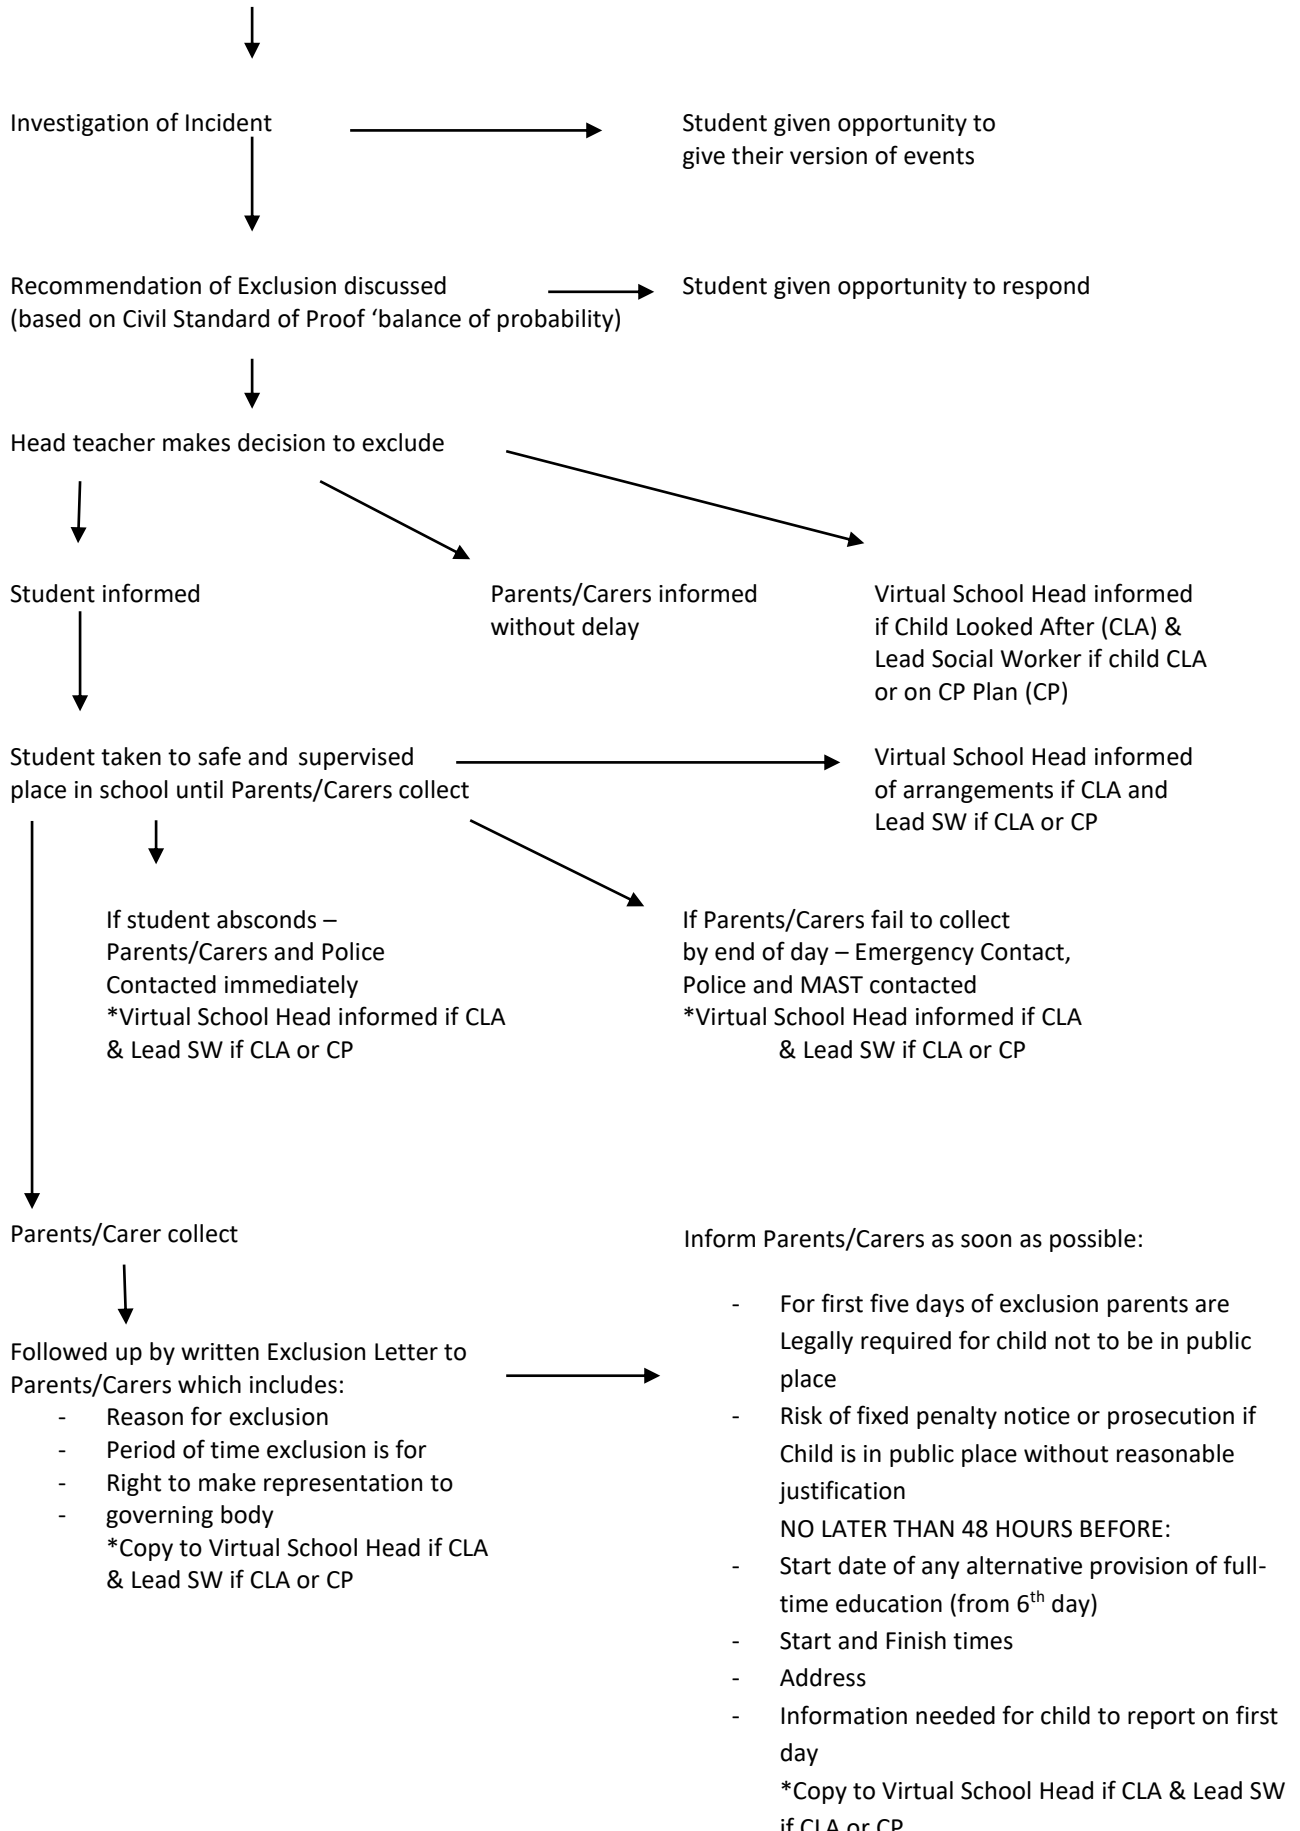 Investigation of Incident
Student given opportunity to
give their version of events
Recommendation of Exclusion discussed
(based on Civil Standard of Proof ‘balance of probability)
Student given opportunity to respond
Head teacher makes decision to exclude
Student informed
Parents/Carers informed
without delay
Virtual School Head informed
if Child Looked After (CLA) &
Lead Social Worker if child CLA
or on CP Plan (CP)
Student taken to safe and supervised
place in school until Parents/Carers collect
Virtual School Head informed
of arrangements if CLA and
Lead SW if CLA or CP
If student absconds –
Parents/Carers and Police
Contacted immediately
*Virtual School Head informed if CLA
& Lead SW if CLA or CP
If Parents/Carers fail to collect
by end of day – Emergency Contact,
Police and MAST contacted
*Virtual School Head informed if CLA
& Lead SW if CLA or CP
Parents/Carer collect
Followed up by written Exclusion Letter to
Parents/Carers which includes:
- Reason for exclusion
- Period of time exclusion is for
- Right to make representation to
- governing body
*Copy to Virtual School Head if CLA
& Lead SW if CLA or CP
Inform Parents/Carers as soon as possible:
- For first five days of exclusion parents are
Legally required for child not to be in public
place
- Risk of fixed penalty notice or prosecution if
Child is in public place without reasonable
justification
NO LATER THAN 48 HOURS BEFORE:
- Start date of any alternative provision of full-
time education (from 6th day)
- Start and Finish times
- Address
- Information needed for child to report on first
day
*Copy to Virtual School Head if CLA & Lead SW
if CLA or CP